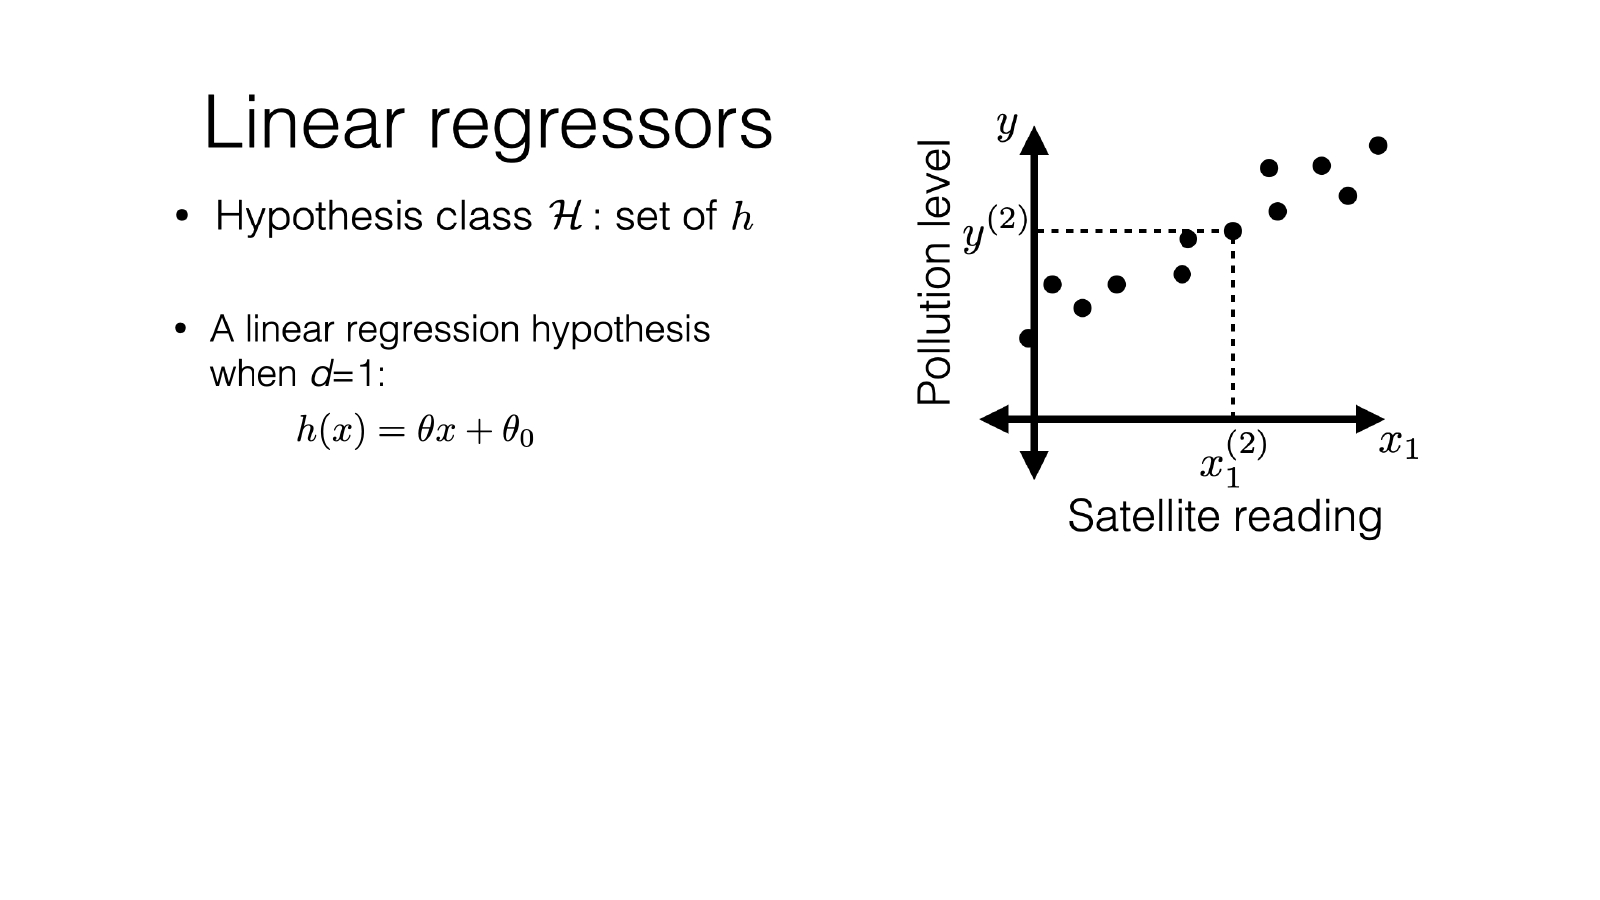 Linear regressors
• Hypothesis class ℋ : set of h
• A linear regression hypothesis
when d=1:
h(x) = θx + θ₀
y
Pollution level
y⁽²⁾
x₁⁽²⁾
x₁
Satellite reading